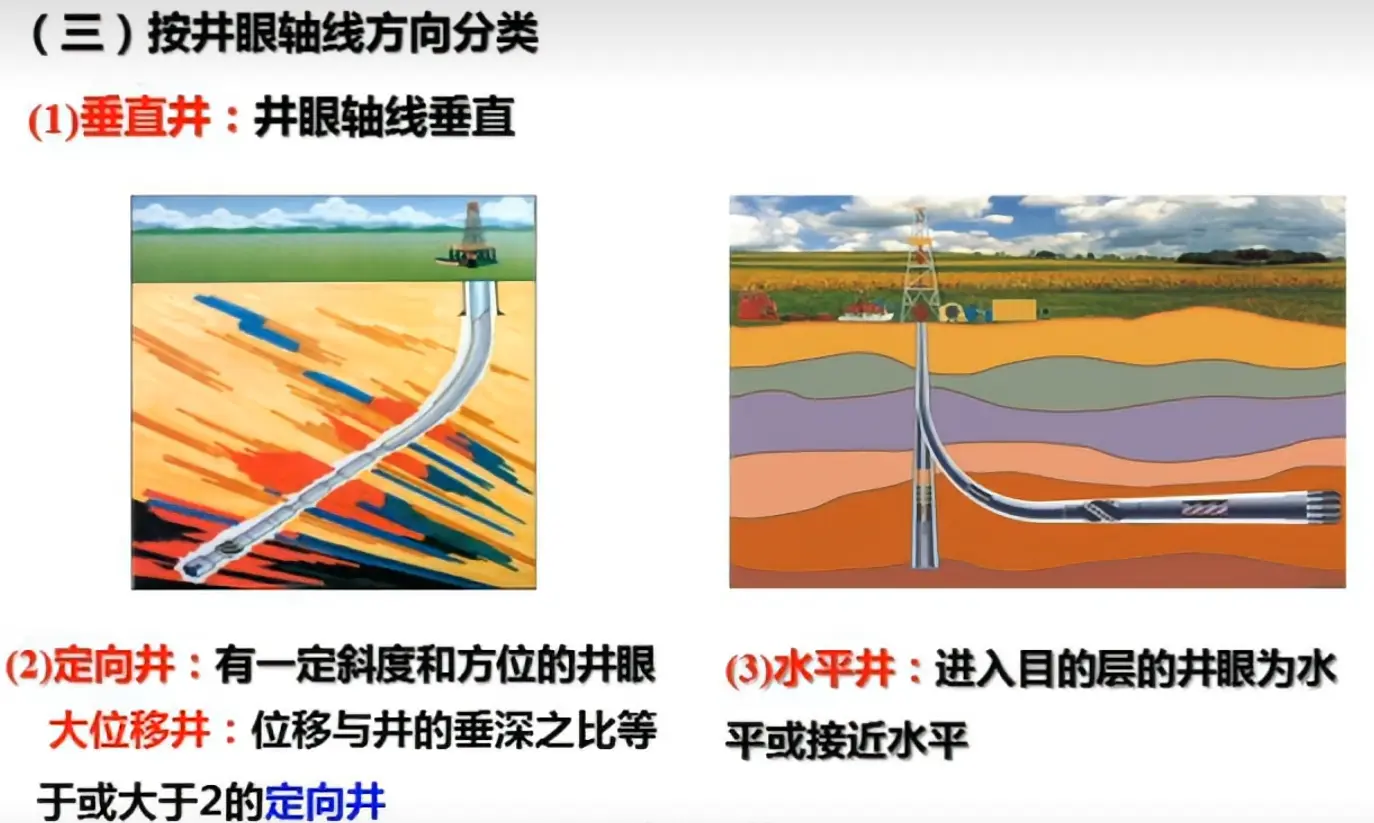 （三）按井眼轴线方向分类
(1)垂直井：井眼轴线垂直
(2)定向井：有一定斜度和方位的井眼
大位移井：位移与井的垂深之比等
于或大于2的定向井
(3)水平井：进入目的层的井眼为水
平或接近水平